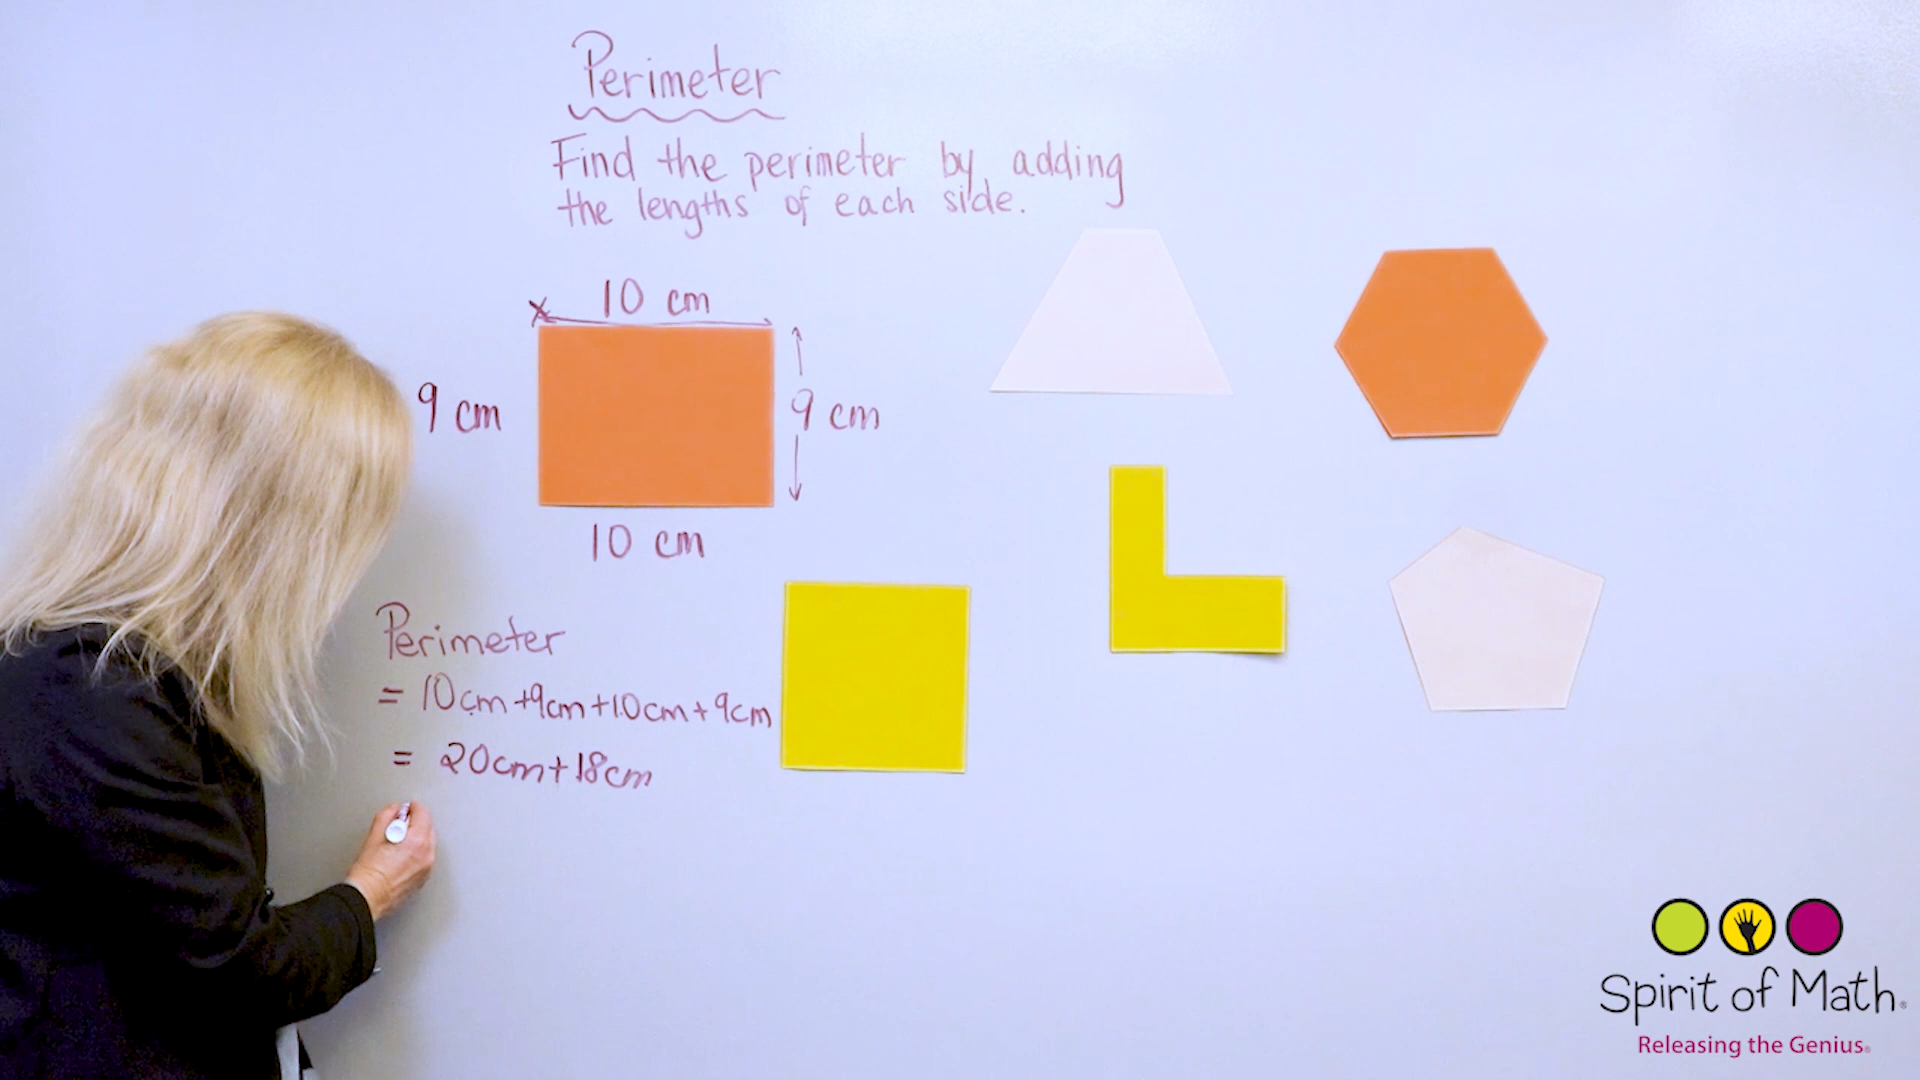 Perimeter
Find the perimeter by adding
the lengths of each side.
10 cm
9 cm
9 cm
10 cm
Perimeter
= 10cm+9cm+10cm+9cm
= 20cm+18cm
Spirit of Math®
Releasing the Genius®